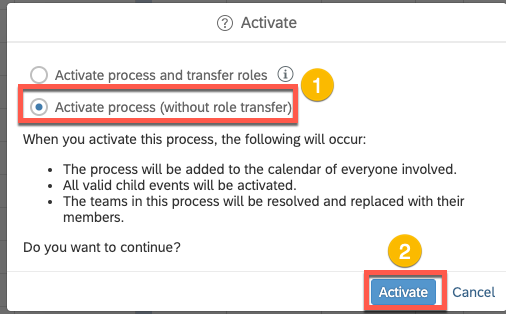 ? Activate
Activate process and transfer roles i
1
Activate process (without role transfer)
When you activate this process, the following will occur:
• The process will be added to the calendar of everyone involved.
• All valid child events will be activated.
• The teams in this process will be resolved and replaced with their
members.
Do you want to continue?
2
Activate Cancel